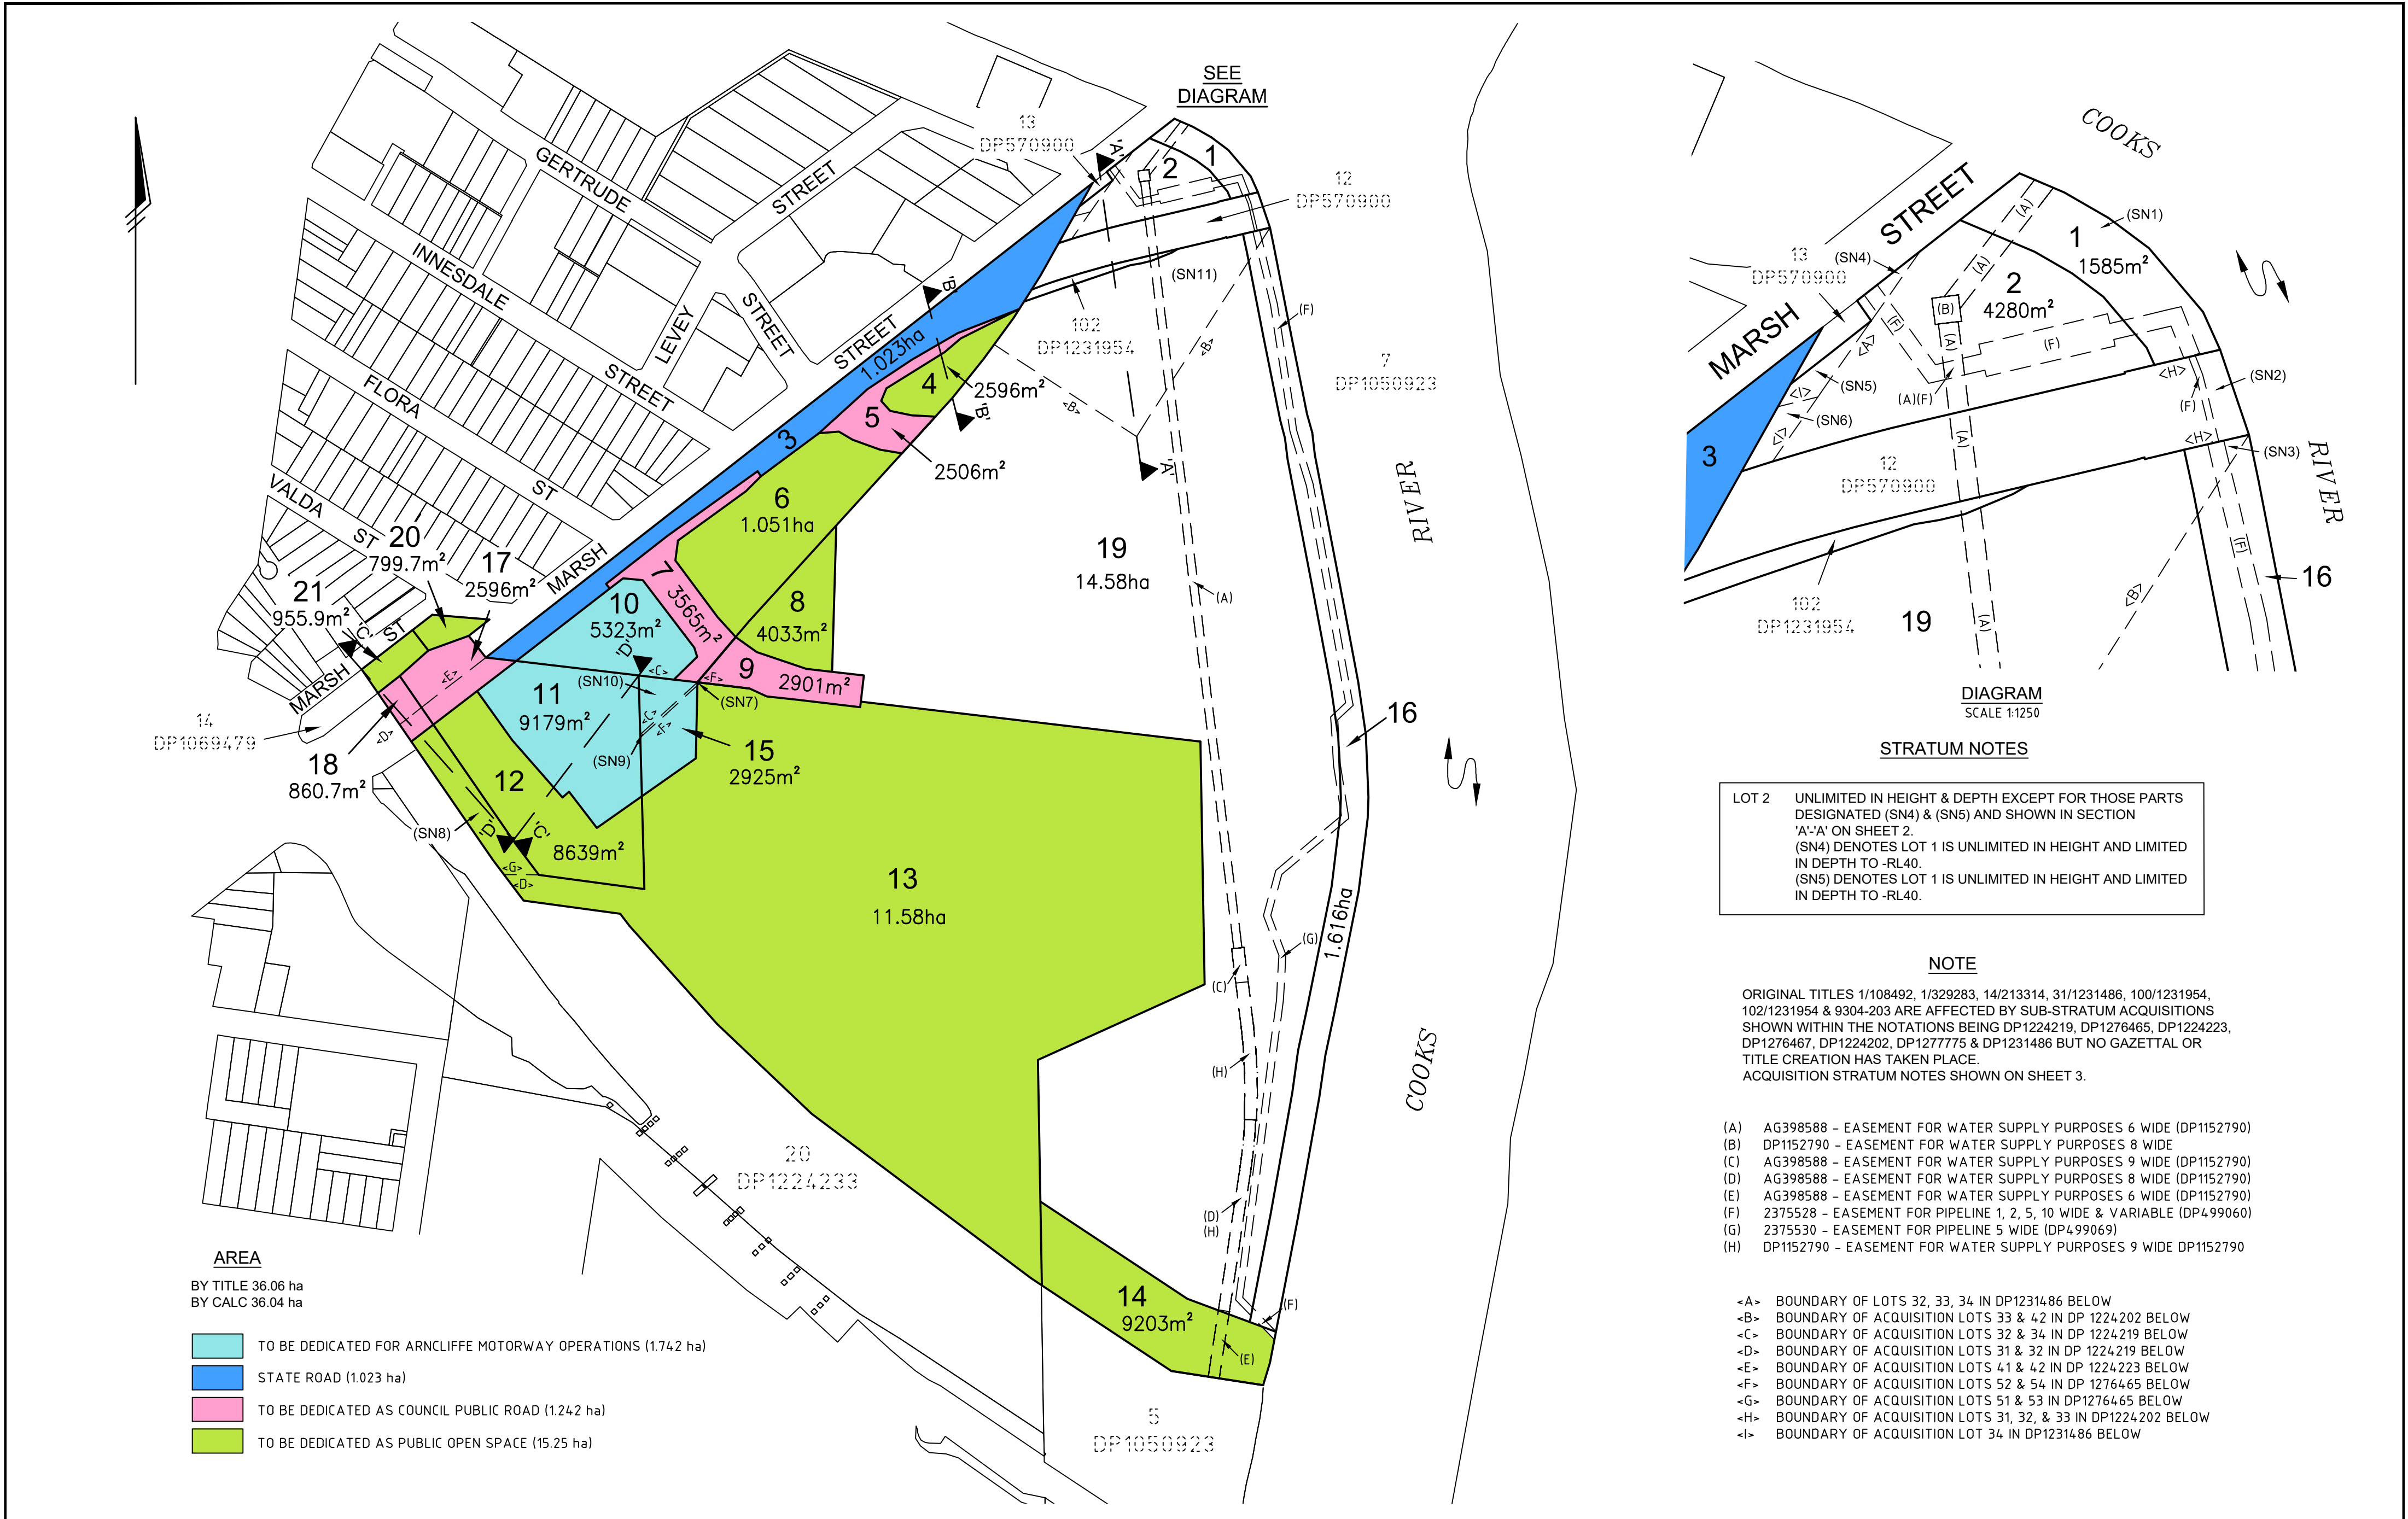 SEE
DIAGRAM
13
DP570900
'A'
2
1
12
DP570900
GERTRUDE
STREET
INNESDALE
STREET
LEVEY
STREET
FLORA
ST
VALDA
ST
MARSH
STREET
'B'
(SN11)
102
DP1231954
(F)
<B>
7
DP1050923
1.023ha
4
2596m²
'B'
5
2506m²
<B>
'A'
3
6
1.051ha
RIVER
20
799.7m²
17
2596m²
21
955.9m²
'C'
MARSH
ST
<E>
7
3565m²
10
5323m²
'D'
<C>
8
4033m²
19
14.58ha
(A)
<F>
9
2901m²
(SN10)
(SN7)
11
9179m²
<C>
<F>
(SN9)
15
2925m²
16
14
DP1069479
<D>
18
860.7m²
12
(SN8)
'D'
'C'
8639m²
<G>
<D>
13
11.58ha
1.616ha
(G)
(C)
(H)
COOKS
20
DP1224233
(D)
(H)
14
9203m²
(F)
(E)
5
DP1050923
AREA
BY TITLE 36.06 ha
BY CALC 36.04 ha
TO BE DEDICATED FOR ARNCLIFFE MOTORWAY OPERATIONS (1.742 ha)
STATE ROAD (1.023 ha)
TO BE DEDICATED AS COUNCIL PUBLIC ROAD (1.242 ha)
TO BE DEDICATED AS PUBLIC OPEN SPACE (15.25 ha)
COOKS
STREET
MARSH
13
DP570900
(SN4)
(A)
(SN1)
1
1585m²
(A)
2
4280m²
(B)
(F)
(A)
(F)
<A>
(SN5)
<I>
(A)(F)
<H>
(SN2)
(F)
(SN6)
<I>
3
12
DP570900
(A)
<H>
(SN3)
RIVER
(F)
16
<B>
102
DP1231954
19
(A)
DIAGRAM
SCALE 1:1250
STRATUM NOTES
LOT 2 UNLIMITED IN HEIGHT & DEPTH EXCEPT FOR THOSE PARTS
DESIGNATED (SN4) & (SN5) AND SHOWN IN SECTION
'A'-'A' ON SHEET 2.
(SN4) DENOTES LOT 1 IS UNLIMITED IN HEIGHT AND LIMITED
IN DEPTH TO -RL40.
(SN5) DENOTES LOT 1 IS UNLIMITED IN HEIGHT AND LIMITED
IN DEPTH TO -RL40.
NOTE
ORIGINAL TITLES 1/108492, 1/329283, 14/213314, 31/1231486, 100/1231954,
102/1231954 & 9304-203 ARE AFFECTED BY SUB-STRATUM ACQUISITIONS
SHOWN WITHIN THE NOTATIONS BEING DP1224219, DP1276465, DP1224223,
DP1276467, DP1224202, DP1277775 & DP1231486 BUT NO GAZETTAL OR
TITLE CREATION HAS TAKEN PLACE.
ACQUISITION STRATUM NOTES SHOWN ON SHEET 3.
(A) AG398588 - EASEMENT FOR WATER SUPPLY PURPOSES 6 WIDE (DP1152790)
(B) DP1152790 - EASEMENT FOR WATER SUPPLY PURPOSES 8 WIDE
(C) AG398588 - EASEMENT FOR WATER SUPPLY PURPOSES 9 WIDE (DP1152790)
(D) AG398588 - EASEMENT FOR WATER SUPPLY PURPOSES 8 WIDE (DP1152790)
(E) AG398588 - EASEMENT FOR WATER SUPPLY PURPOSES 6 WIDE (DP1152790)
(F) 2375528 - EASEMENT FOR PIPELINE 1, 2, 5, 10 WIDE & VARIABLE (DP499060)
(G) 2375530 - EASEMENT FOR PIPELINE 5 WIDE (DP499069)
(H) DP1152790 - EASEMENT FOR WATER SUPPLY PURPOSES 9 WIDE DP1152790
<A> BOUNDARY OF LOTS 32, 33, 34 IN DP1231486 BELOW
<B> BOUNDARY OF ACQUISITION LOTS 33 & 42 IN DP 1224202 BELOW
<C> BOUNDARY OF ACQUISITION LOTS 32 & 34 IN DP 1224219 BELOW
<D> BOUNDARY OF ACQUISITION LOTS 31 & 32 IN DP 1224219 BELOW
<E> BOUNDARY OF ACQUISITION LOTS 41 & 42 IN DP 1224223 BELOW
<F> BOUNDARY OF ACQUISITION LOTS 52 & 54 IN DP 1276465 BELOW
<G> BOUNDARY OF ACQUISITION LOTS 51 & 53 IN DP1276465 BELOW
<H> BOUNDARY OF ACQUISITION LOTS 31, 32, & 33 IN DP1224202 BELOW
<I> BOUNDARY OF ACQUISITION LOT 34 IN DP1231486 BELOW